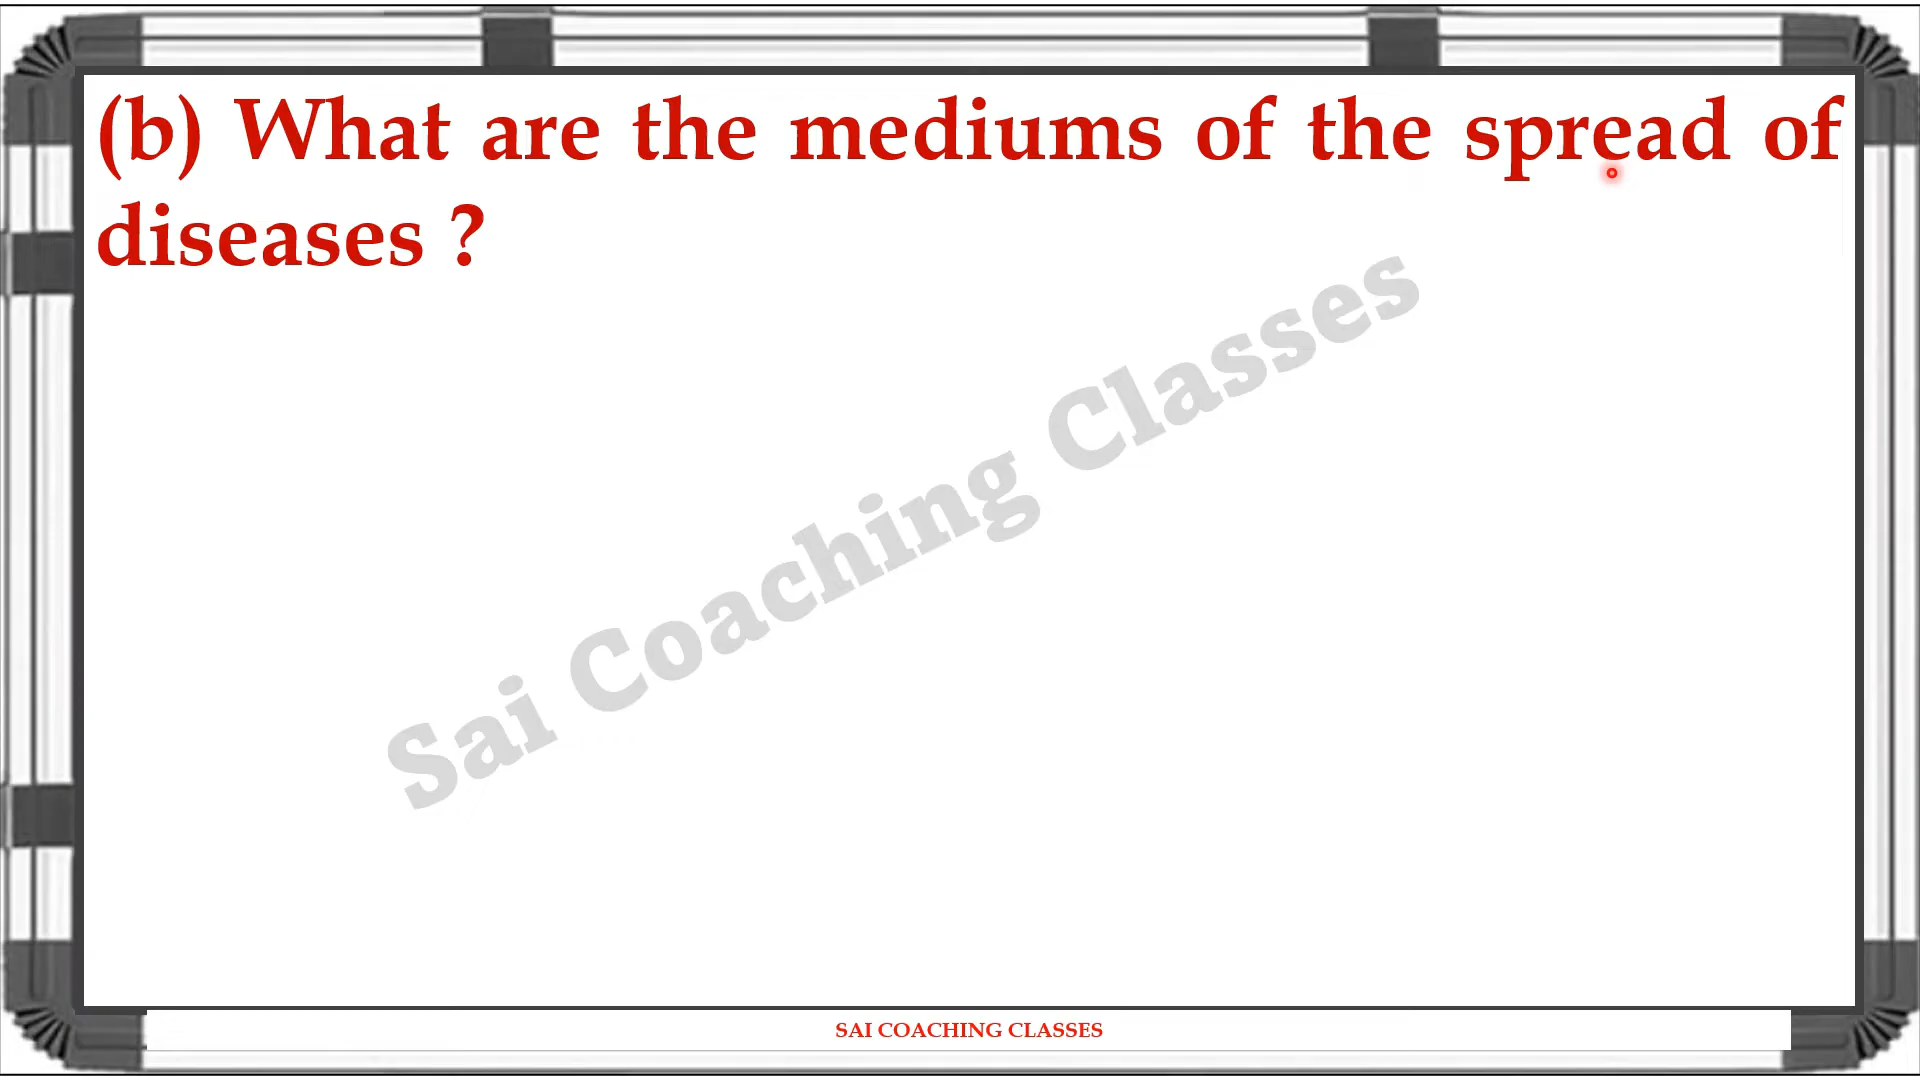 (b) What are the mediums of the spread of
diseases ?
Sai Coaching Classes
SAI COACHING CLASSES